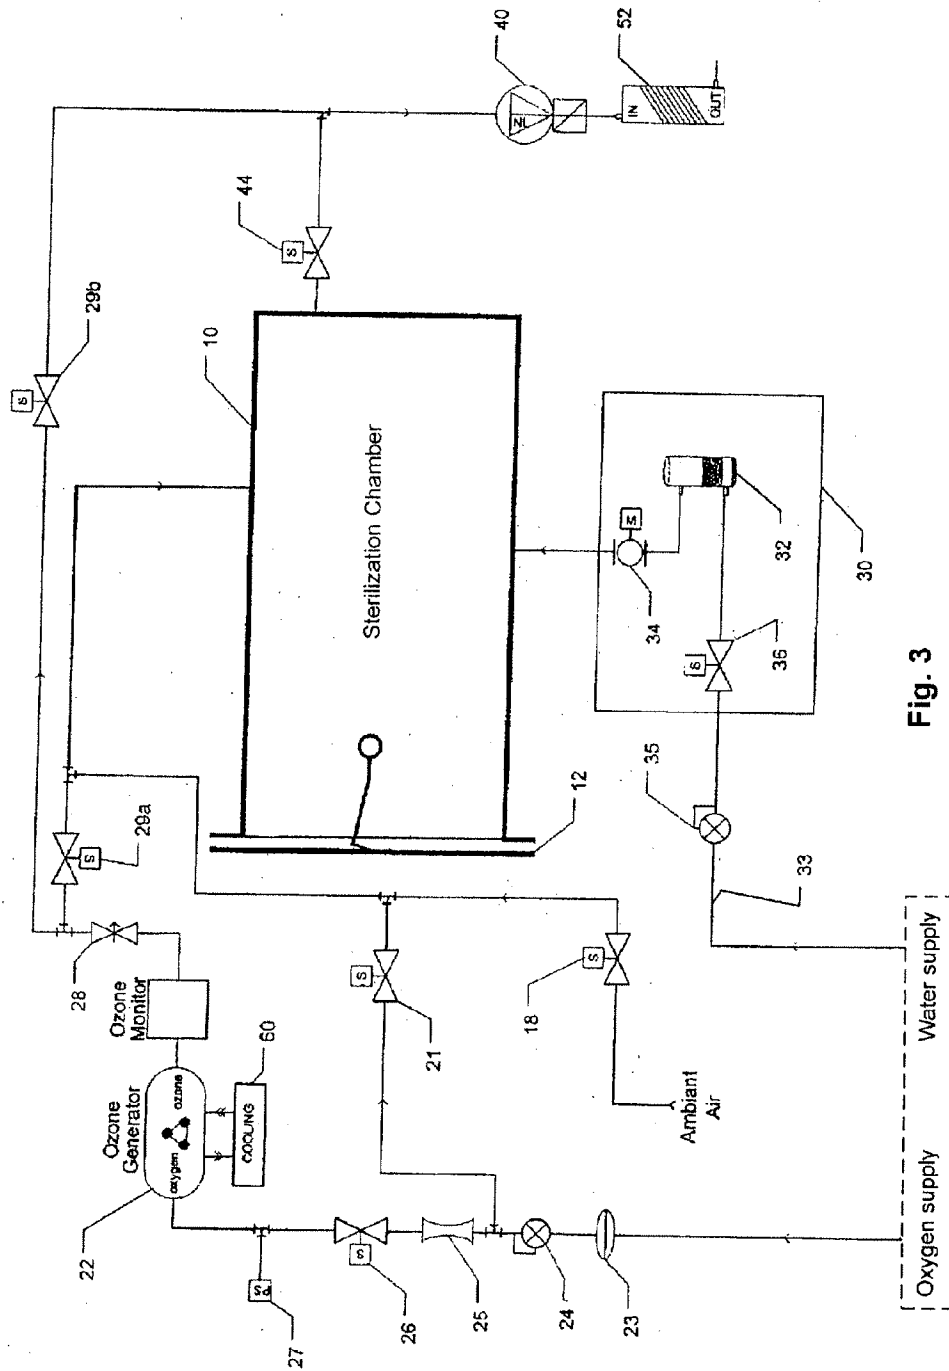 40
52
IN
OUT
NL
44
S
29b
S
10
Sterilization Chamber
M
34
32
30
S
36
Fig. 3
35
33
12
29a
S
28
Ozone
Monitor
60
Ozone
Generator
oxygen
ozone
COOLING
22
S
21
18
S
Ambiant
Air
27
S
26
25
24
23
Oxygen supply
Water supply